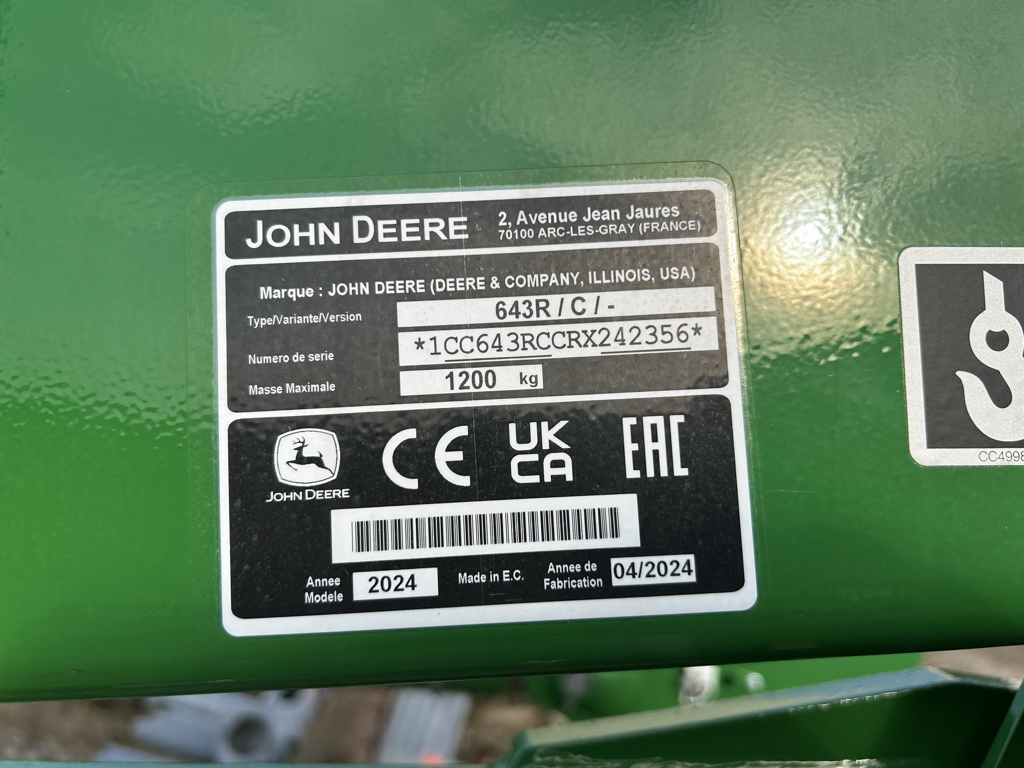 JOHN DEERE
2, Avenue Jean Jaures
70100 ARC-LES-GRAY (FRANCE)
Marque : JOHN DEERE (DEERE & COMPANY, ILLINOIS, USA)
Type/Variante/Version 643R / C / -
Numero de serie *1CC643RCCRX242356*
Masse Maximale 1200 kg
JOHN DEERE
CE
UK
CA
EAC
Annee
Modele
2024
Made in E.C.
Annee de
Fabrication
04/2024
CC4998